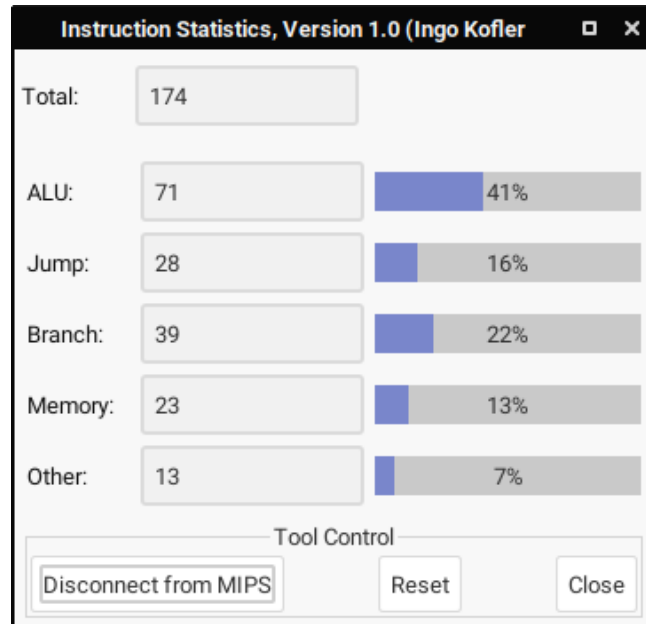 Instruction Statistics, Version 1.0 (Ingo Kofler
Total: 174
ALU: 71 41%
Jump: 28 16%
Branch: 39 22%
Memory: 23 13%
Other: 13 7%
Tool Control
Disconnect from MIPS Reset Close